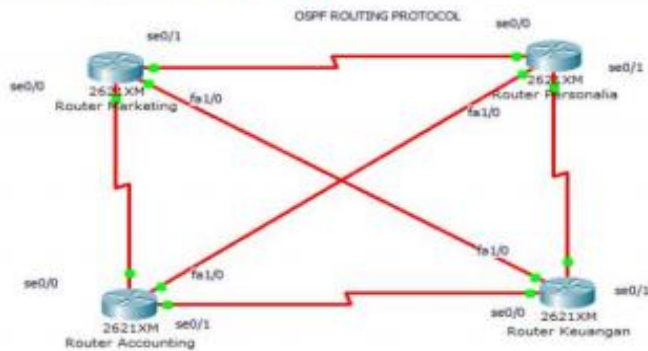 OSPF ROUTING PROTOCOL
se0/0
se0/1
se0/0
2621XM
Router Marketing
fa1/0
2621XM
Router Personalia
se0/1
fa1/0
fa1/0
fa1/0
se0/0
2621XM
Router Accounting
se0/1
se0/0
2621XM
Router Keuangan
se0/1